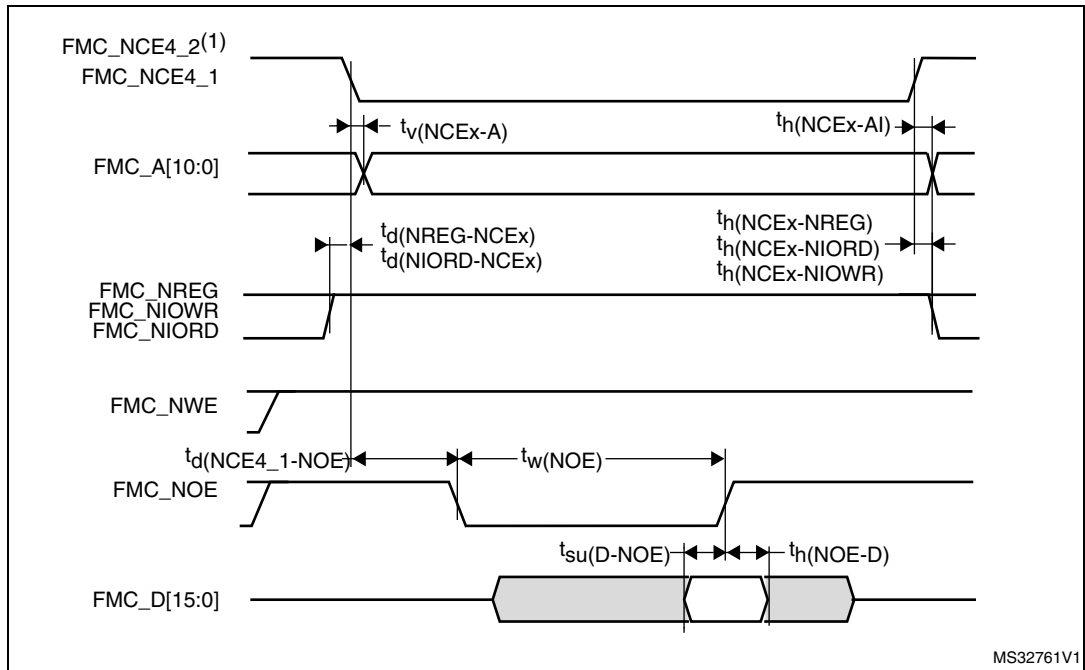 FMC_NCE4_2(1)
FMC_NCE4_1
tv(NCEx-A)
th(NCEx-AI)
FMC_A[10:0]
td(NREG-NCEx)
td(NIORD-NCEx)
th(NCEx-NREG)
th(NCEx-NIORD)
th(NCEx-NIOWR)
FMC_NREG
FMC_NIOWR
FMC_NIORD
FMC_NWE
td(NCE4_1-NOE)
tw(NOE)
FMC_NOE
tsu(D-NOE)
th(NOE-D)
FMC_D[15:0]
MS32761V1